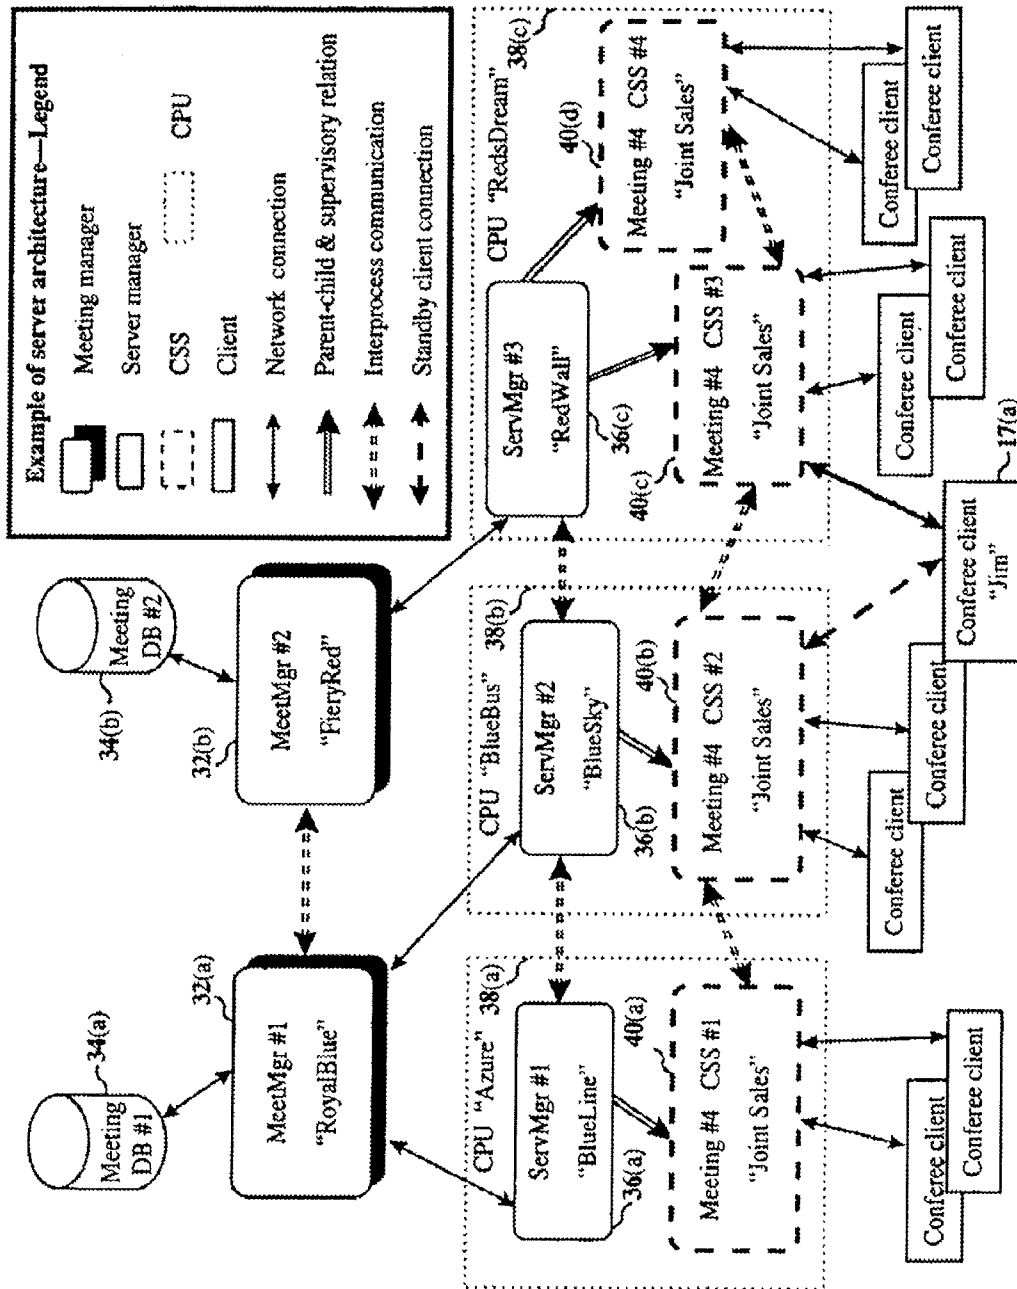 Example of server architecture—Legend
Meeting manager
Server manager
CSS
CPU
Client
Network connection
Parent-child & supervisory relation
Interprocess communication
Standby client connection
34(a)
Meeting
DB #1
34(b)
Meeting
DB #2
32(a)
MeetMgr #1
“RoyalBlue”
32(b)
MeetMgr #2
“FieryRed”
CPU “Azure”
38(a)
ServMgr #1
“BlueLine”
36(a)
40(a)
Meeting #4 CSS #1
“Joint Sales”
CPU “BlueBus”
38(b)
ServMgr #2
“BlueSky”
36(b)
40(b)
Meeting #4 CSS #2
“Joint Sales”
CPU “RedsDream”
38(c)
ServMgr #3
“RedWall”
36(c)
40(c)
Meeting #4 CSS #3
“Joint Sales”
40(d)
Meeting #4 CSS #4
“Joint Sales”
Conferee client
Conferee client
Conferee client
Conferee client
Conferee client
“Jim”
17(a)
Conferee client
Conferee client
Conferee client
Conferee client